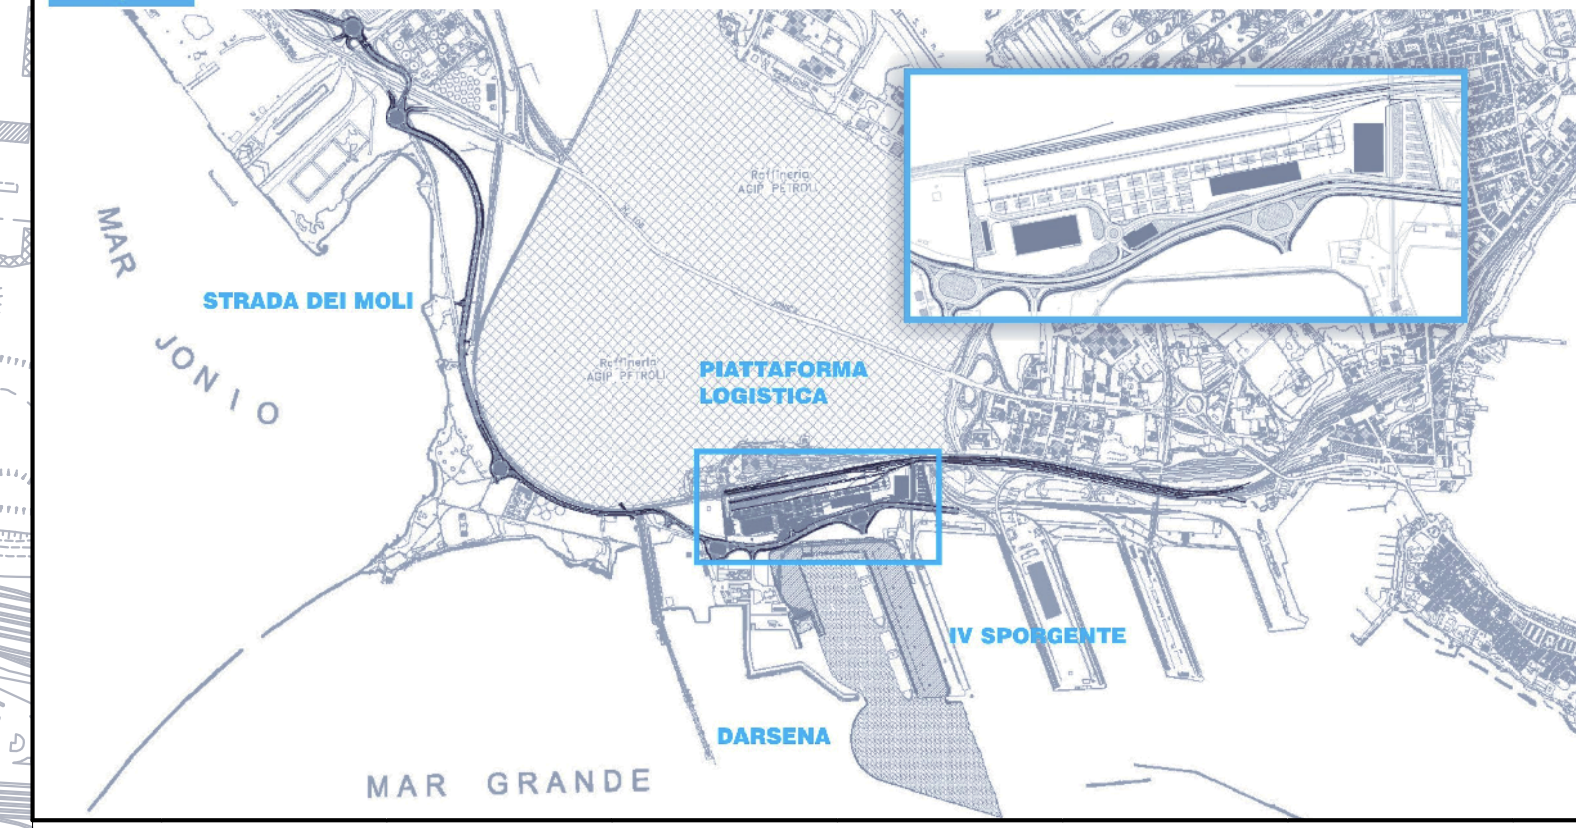 Raffineria
AGIP PETROLI
MAR
JONIO
STRADA DEI MOLI
Raffineria
AGIP PETROLI
PIATTAFORMA
LOGISTICA
IV SPORGENTE
DARSENA
MAR GRANDE